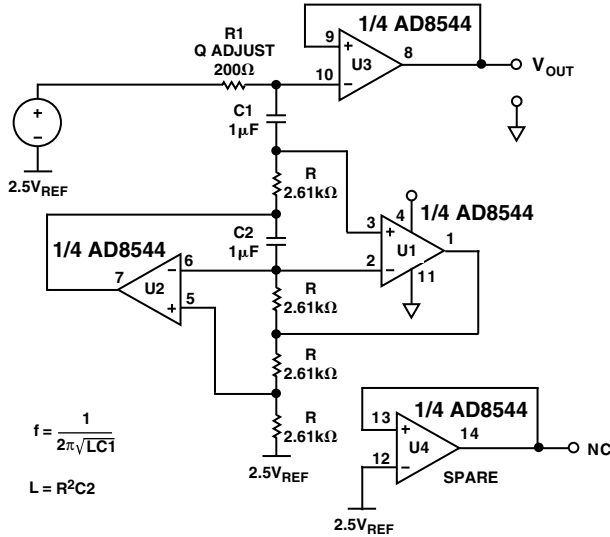 1/4 AD8544
R1
Q ADJUST
200Ω
9
+
U3
8
10
−
V_OUT
C1
1μF
+
−
2.5V_REF
R
2.61kΩ
3
+
4
1/4 AD8544
U1
1
2
−
11
1/4 AD8544
C2
1μF
7
U2
−
6
+
5
R
2.61kΩ
R
2.61kΩ
R
2.61kΩ
2.5V_REF
1/4 AD8544
13
+
U4
14
12
−
NC
SPARE
2.5V_REF
f = 1 / 2π√LC1
L = R²C2